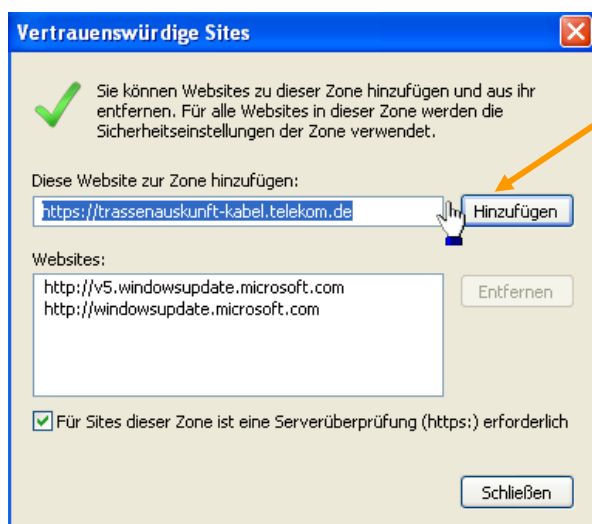 Vertrauenswürdige Sites
Sie können Websites zu dieser Zone hinzufügen und aus ihr
entfernen. Für alle Websites in dieser Zone werden die
Sicherheitseinstellungen der Zone verwendet.
Diese Website zur Zone hinzufügen:
https://trassenauskunft-kabel.telekom.de
Hinzufügen
Websites:
http://v5.windowsupdate.microsoft.com
http://windowsupdate.microsoft.com
Entfernen
Für Sites dieser Zone ist eine Serverüberprüfung (https:) erforderlich
Schließen